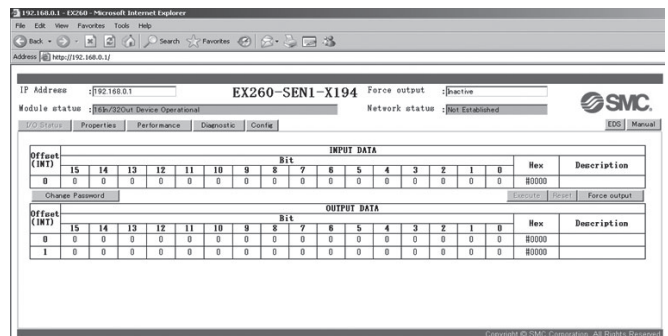 192.168.0.1 - EX260 - Microsoft Internet Explorer
File Edit View Favorites Tools Help
Back Search Favorites
Address http://192.168.0.1/
IP Address : 192.168.0.1 EX260-SEN1-X194 Force output : Inactive
Module status : 16In/32Out Device Operational Network status : Not Established
SMC.
I/O Status Properties Performance Diagnostic Config EDS Manual
INPUT DATA
Offset (INT) Bit Hex Description
15 14 13 12 11 10 9 8 7 6 5 4 3 2 1 0
0 0 0 0 0 0 0 0 0 0 0 0 0 0 0 0 0 #0000
Change Password Execute Reset Force output
OUTPUT DATA
Offset (INT) Bit Hex Description
15 14 13 12 11 10 9 8 7 6 5 4 3 2 1 0
0 0 0 0 0 0 0 0 0 0 0 0 0 0 0 0 0 #0000
1 0 0 0 0 0 0 0 0 0 0 0 0 0 0 0 0 #0000
Copyright © SMC Corporation. All Rights Reserved